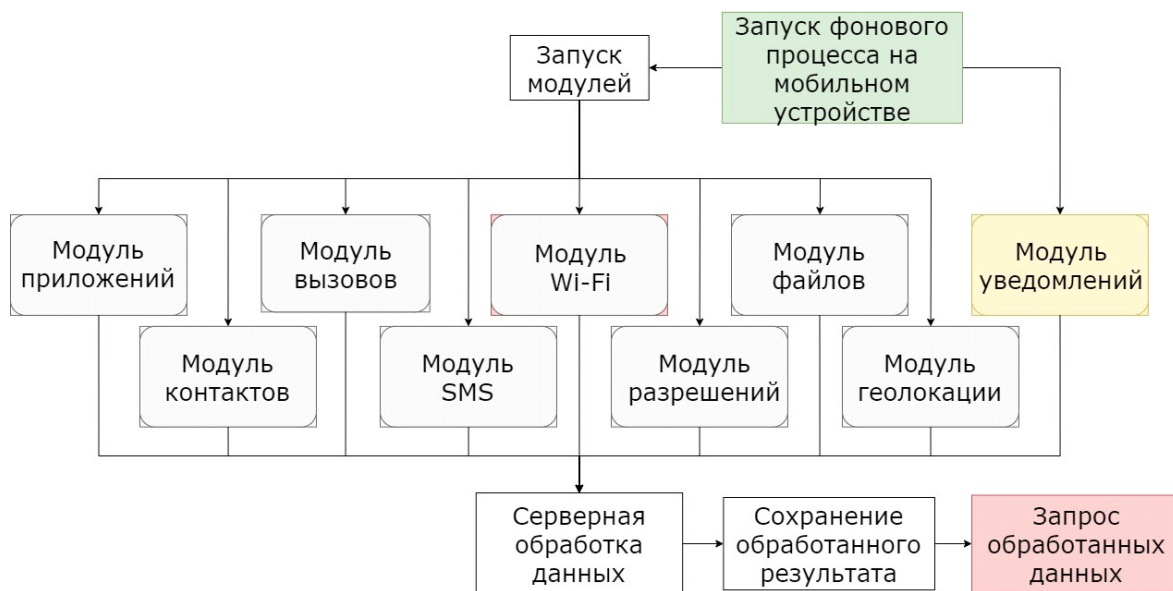 Запуск фонового
процесса на
мобильном
устройстве
Запуск
модулей
Модуль
приложений
Модуль
вызовов
Модуль
Wi-Fi
Модуль
файлов
Модуль
уведомлений
Модуль
контактов
Модуль
SMS
Модуль
разрешений
Модуль
геолокации
Серверная
обработка
данных
Сохранение
обработанного
результата
Запрос
обработанных
данных